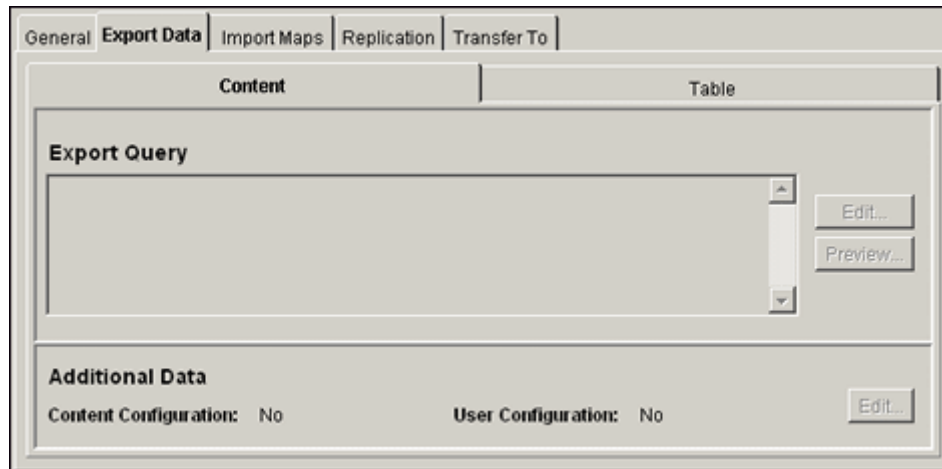 General Export Data Import Maps Replication Transfer To
Content Table
Export Query
Edit...
Preview...
Additional Data
Content Configuration: No User Configuration: No Edit...